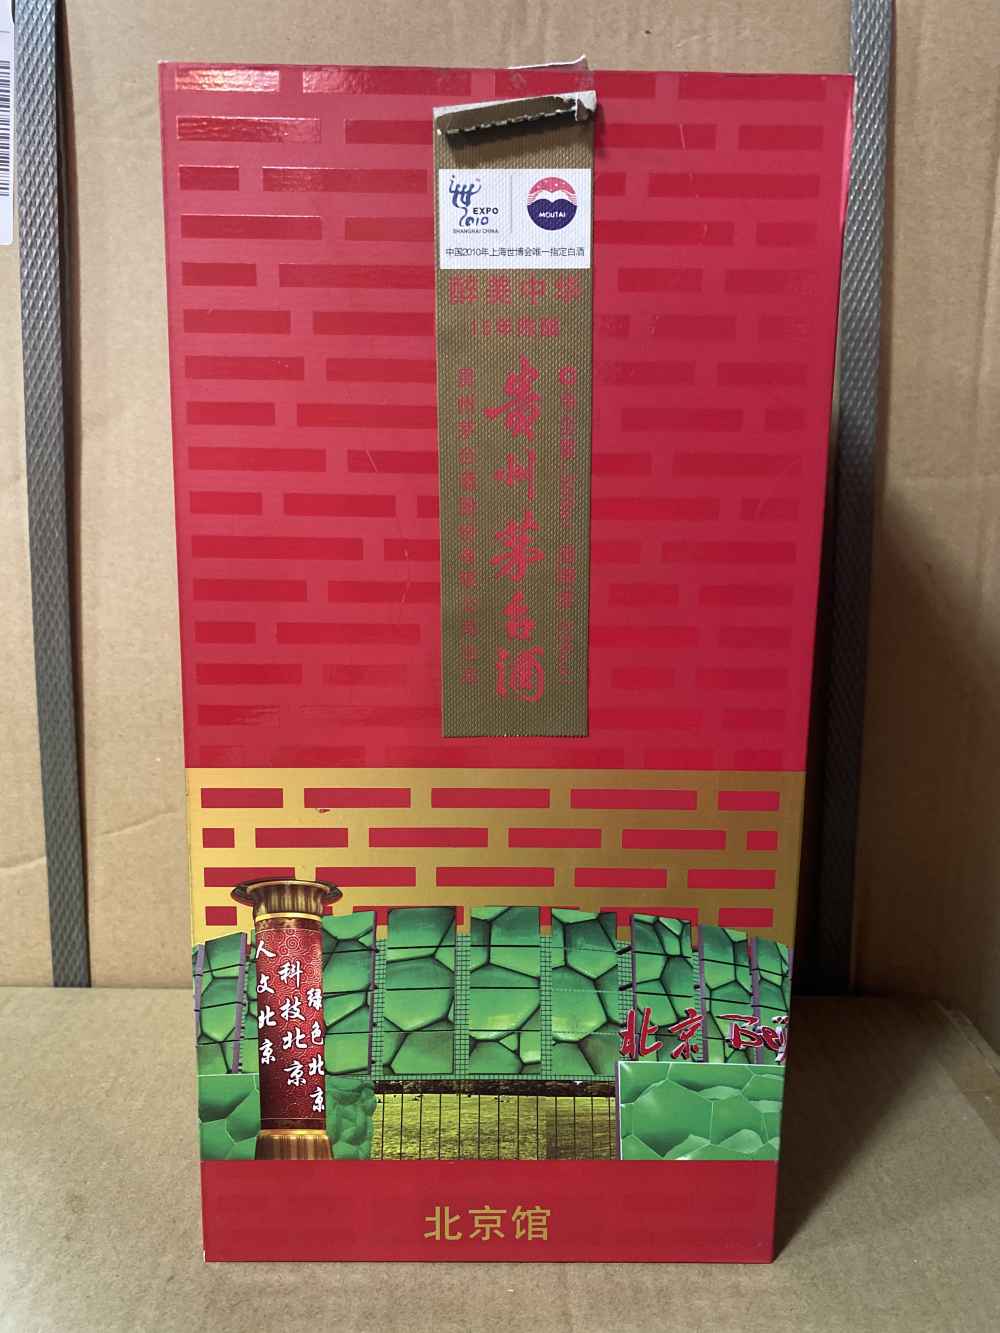 EXPO
2010
SHANGHAI CHINA
MOUTAI
中国2010年上海世博会唯一指定白酒
醉美中华
15年陈酿
贵州茅台酒
人文北京
科技北京
绿色北京
北京 Bei
北京馆